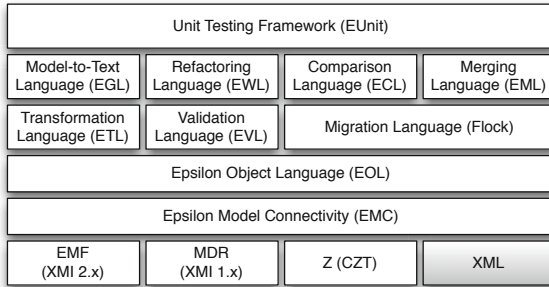 Unit Testing Framework (EUnit)
Model-to-Text
Language (EGL)
Refactoring
Language (EWL)
Comparison
Language (ECL)
Merging
Language (EML)
Transformation
Language (ETL)
Validation
Language (EVL)
Migration Language (Flock)
Epsilon Object Language (EOL)
Epsilon Model Connectivity (EMC)
EMF
(XMI 2.x)
MDR
(XMI 1.x)
Z (CZT)
XML